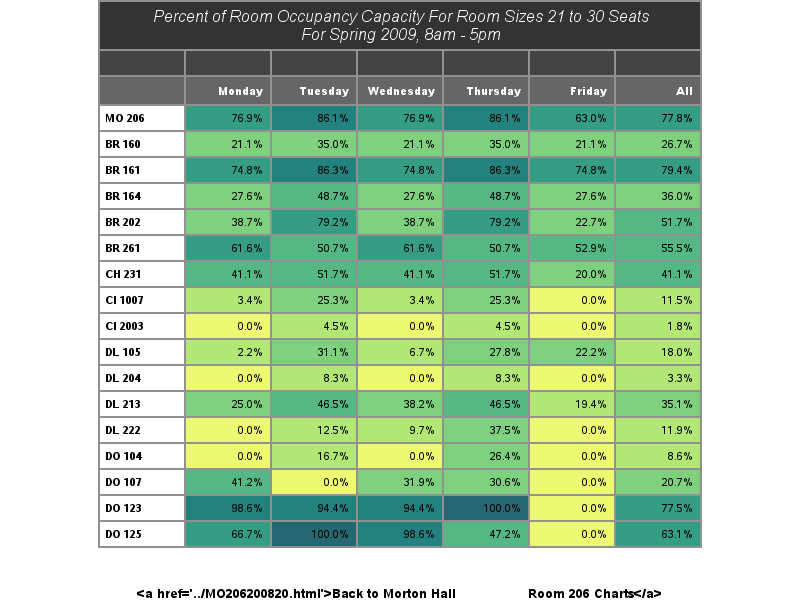 Percent of Room Occupancy Capacity For Room Sizes 21 to 30 Seats
For Spring 2009, 8am - 5pm
Monday Tuesday Wednesday Thursday Friday All
MO 206 76.9% 86.1% 76.9% 86.1% 63.0% 77.8%
BR 160 21.1% 35.0% 21.1% 35.0% 21.1% 26.7%
BR 161 74.8% 86.3% 74.8% 86.3% 74.8% 79.4%
BR 164 27.6% 48.7% 27.6% 48.7% 27.6% 36.0%
BR 202 38.7% 79.2% 38.7% 79.2% 22.7% 51.7%
BR 261 61.6% 50.7% 61.6% 50.7% 52.9% 55.5%
CH 231 41.1% 51.7% 41.1% 51.7% 20.0% 41.1%
CI 1007 3.4% 25.3% 3.4% 25.3% 0.0% 11.5%
CI 2003 0.0% 4.5% 0.0% 4.5% 0.0% 1.8%
DL 105 2.2% 31.1% 6.7% 27.8% 22.2% 18.0%
DL 204 0.0% 8.3% 0.0% 8.3% 0.0% 3.3%
DL 213 25.0% 46.5% 38.2% 46.5% 19.4% 35.1%
DL 222 0.0% 12.5% 9.7% 37.5% 0.0% 11.9%
DO 104 0.0% 16.7% 0.0% 26.4% 0.0% 8.6%
DO 107 41.2% 0.0% 31.9% 30.6% 0.0% 20.7%
DO 123 98.6% 94.4% 94.4% 100.0% 0.0% 77.5%
DO 125 66.7% 100.0% 98.6% 47.2% 0.0% 63.1%
<a href='../MO206200820.html'>Back to Morton Hall Room 206 Charts</a>